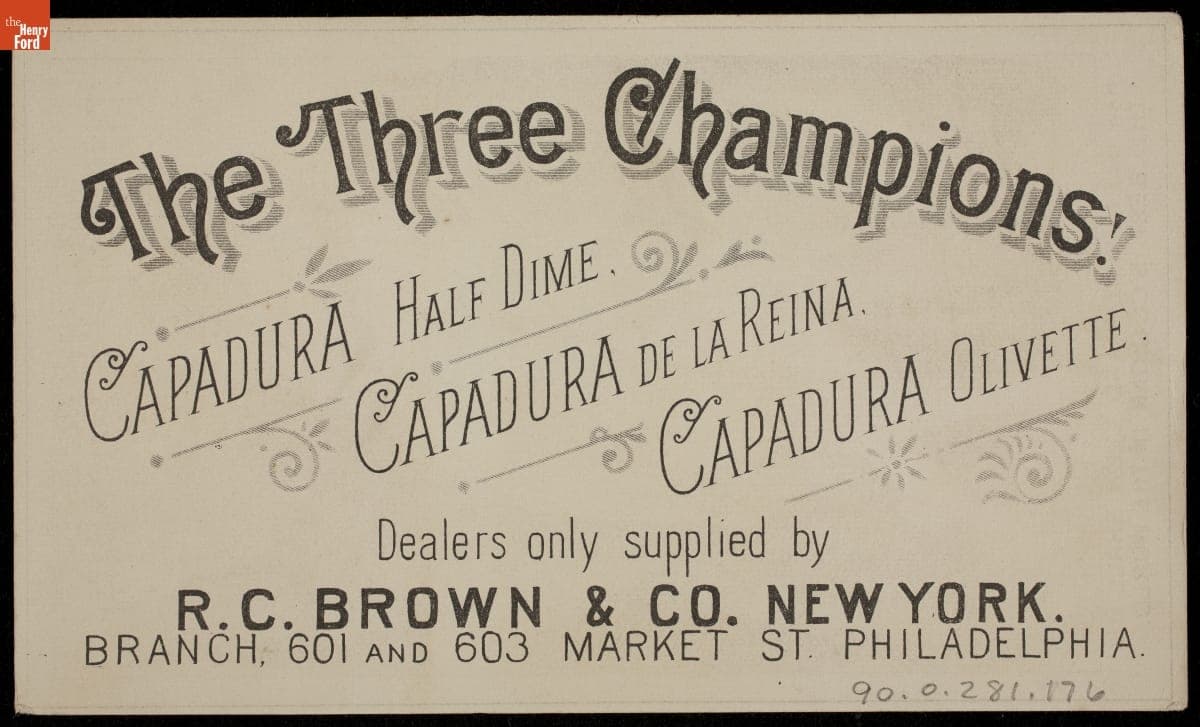 the
Henry
Ford
The Three Champions!
CAPADURA HALF DIME.
CAPADURA DE LA REINA.
CAPADURA OLIVETTE.
Dealers only supplied by
R.C. BROWN & CO. NEW YORK.
BRANCH, 601 AND 603 MARKET ST. PHILADELPHIA.
90.0.281.176